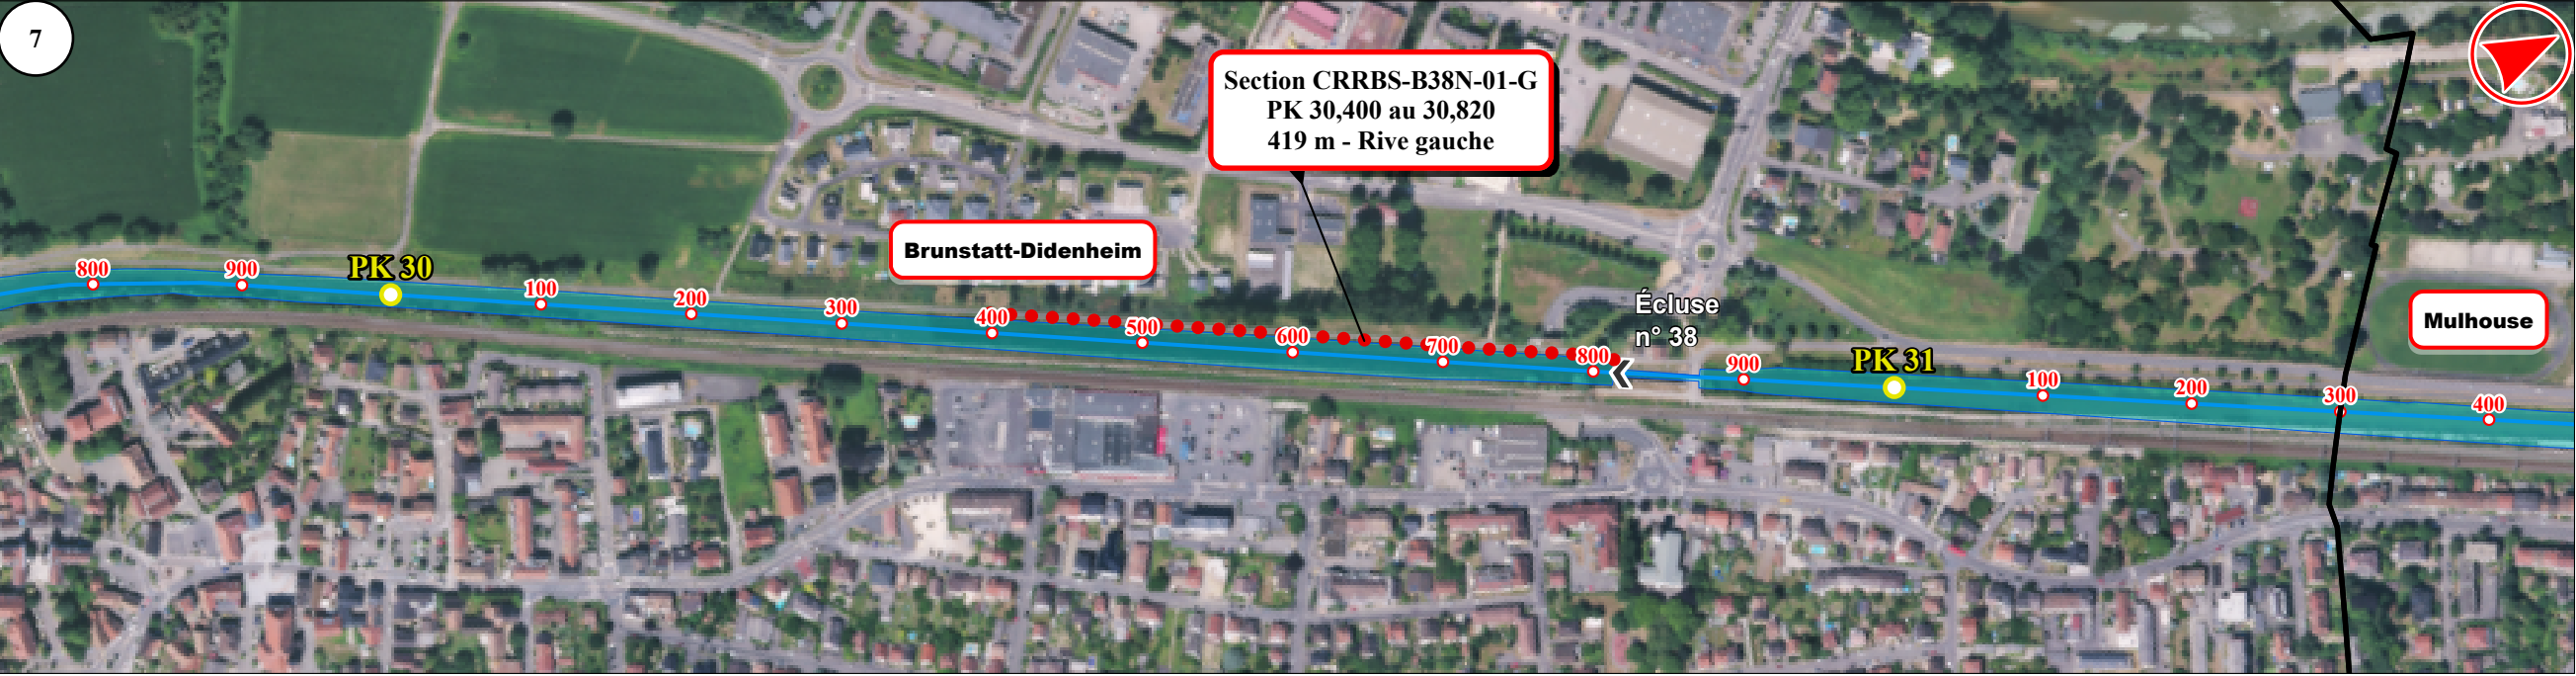 7
Section CRRBS-B38N-01-G
PK 30,400 au 30,820
419 m - Rive gauche
Brunstatt-Didenheim
Écluse
n° 38
Mulhouse
800
900
PK 30
100
200
300
400
500
600
700
800
900
PK 31
100
200
300
400